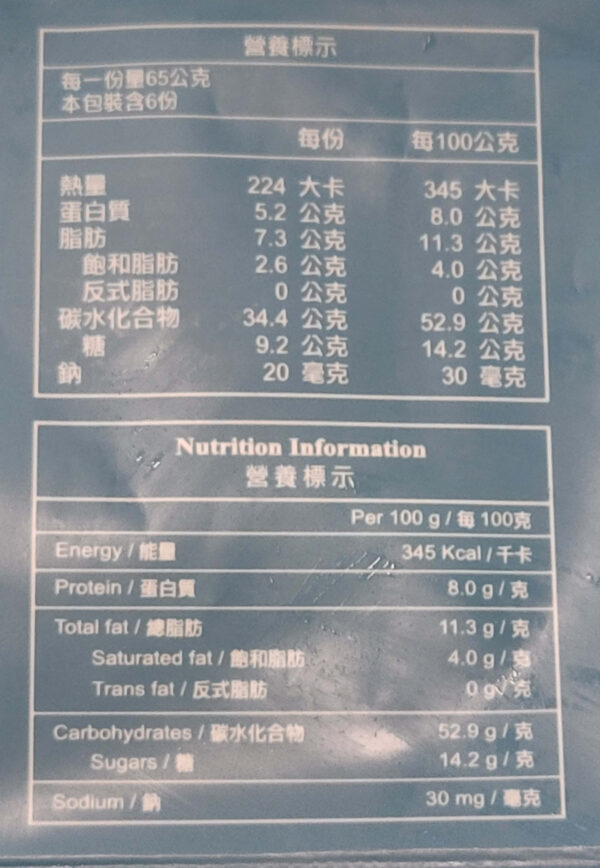 營養標示
每一份量65公克
本包裝含6份
每份 每100公克
熱量 224 大卡 345 大卡
蛋白質 5.2 公克 8.0 公克
脂肪 7.3 公克 11.3 公克
飽和脂肪 2.6 公克 4.0 公克
反式脂肪 0 公克 0 公克
碳水化合物 34.4 公克 52.9 公克
糖 9.2 公克 14.2 公克
鈉 20 毫克 30 毫克
Nutrition Information
營養標示
Per 100 g / 每 100克
Energy / 能量 345 Kcal / 千卡
Protein / 蛋白質 8.0 g / 克
Total fat / 總脂肪 11.3 g / 克
Saturated fat / 飽和脂肪 4.0 g / 克
Trans fat / 反式脂肪 0 g / 克
Carbohydrates / 碳水化合物 52.9 g / 克
Sugars / 糖 14.2 g / 克
Sodium / 鈉 30 mg / 毫克